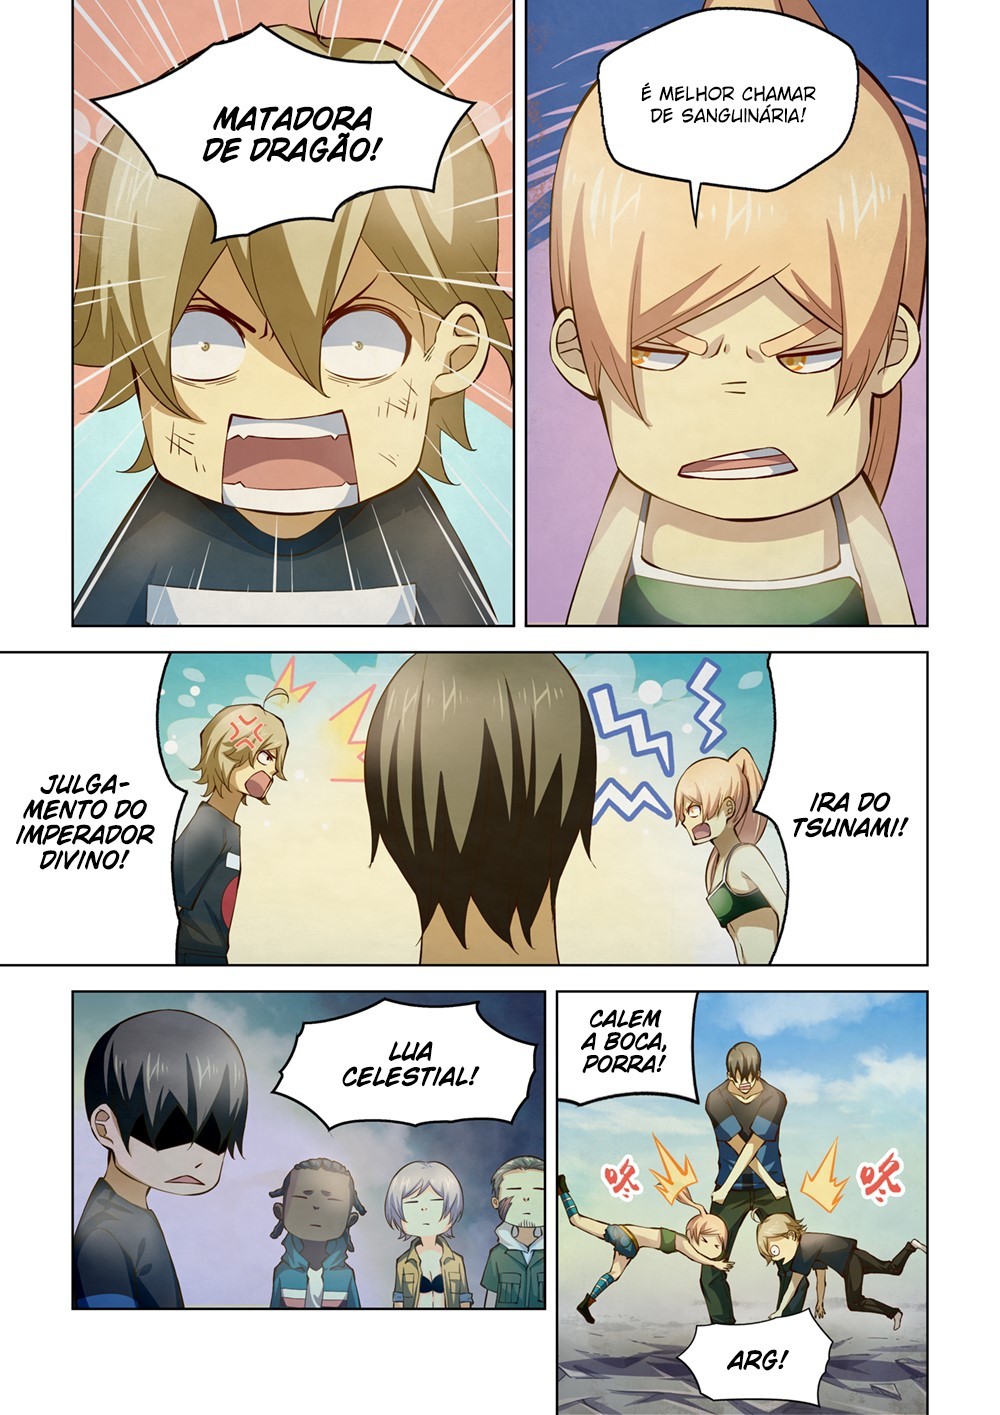 MATADORA
DE DRAGÃO!
É MELHOR CHAMAR
DE SANGUINÁRIA!
JULGA-
MENTO DO
IMPERADOR
DIVINO!
IRA DO
TSUNAMI!
LUA
CELESTIAL!
CALEM
A BOCA,
PORRA!
咚
咚
ARG!